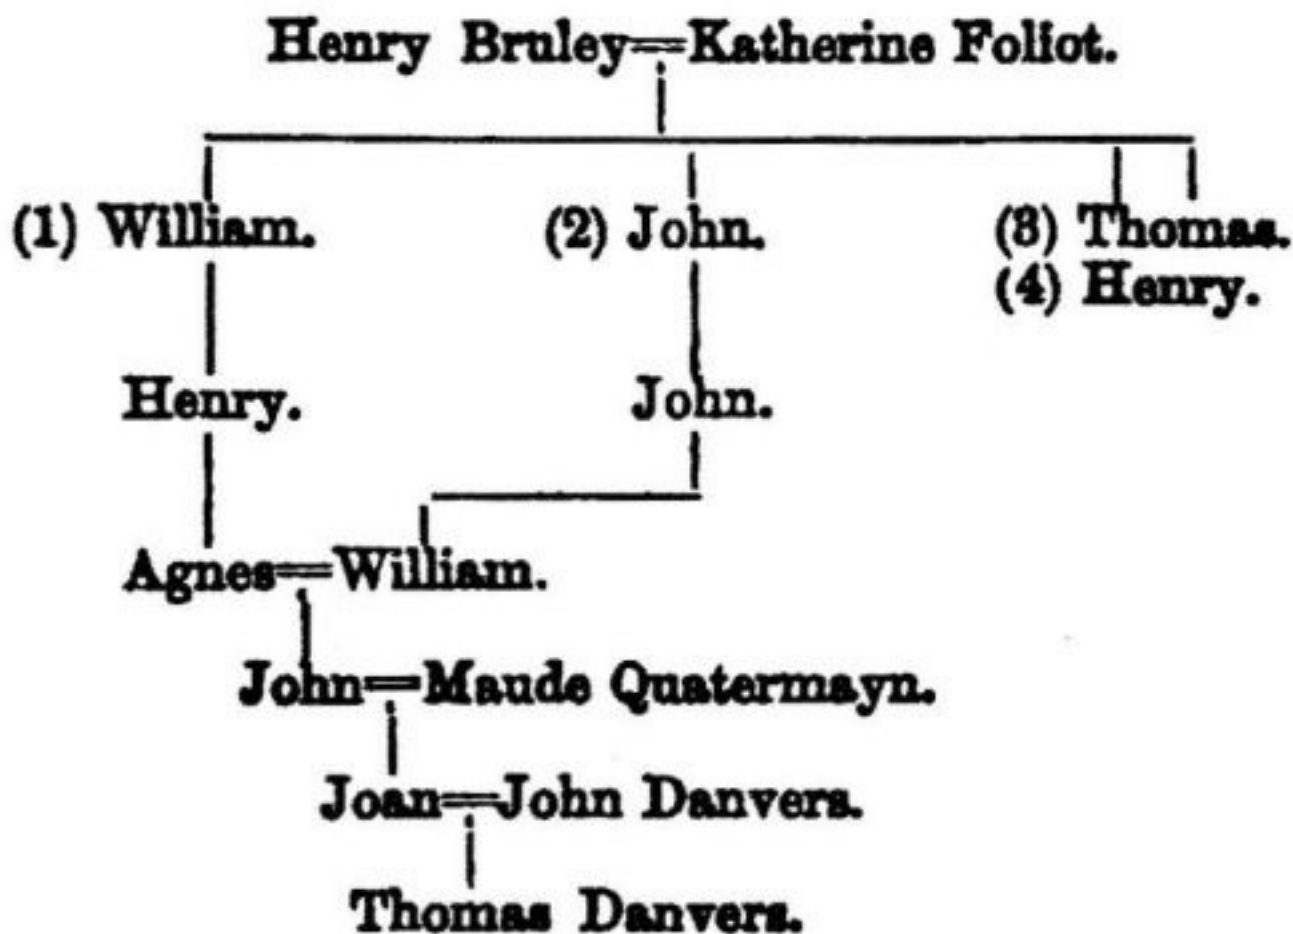 Henry Bruley=Katherine Foliot.
(1) William. (2) John. (3) Thomas.
(4) Henry.
Henry. John.
Agnes=William.
John=Maude Quatermayn.
Joan=John Danvers.
Thomas Danvers.